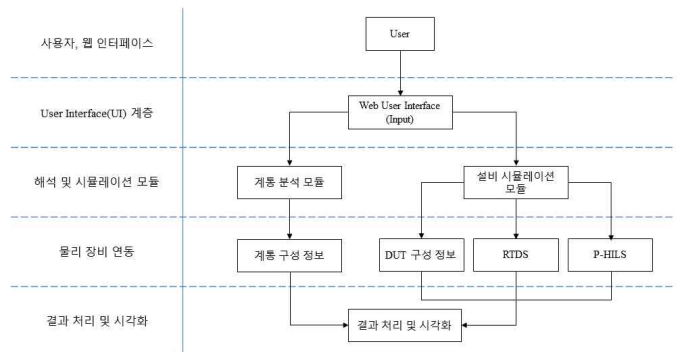 사용자, 웹 인터페이스
User
User Interface(UI) 계층
Web User Interface
(Input)
해석 및 시뮬레이션 모듈
계통 분석 모듈
설비 시뮬레이션
모듈
물리 장비 연동
계통 구성 정보
DUT 구성 정보
RTDS
P-HILS
결과 처리 및 시각화
결과 처리 및 시각화